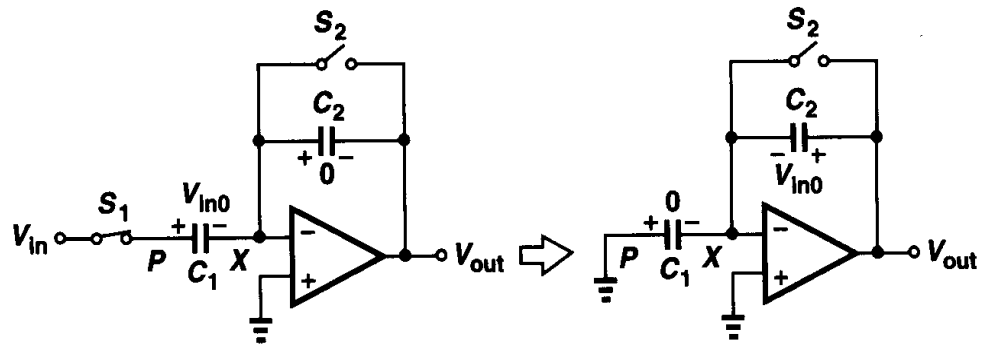 S2
C2
+ −
0
Vin0
S1
Vin
+ −
P C1 X
−
+
Vout
S2
C2
− +
Vin0
0
+ −
P C1 X
−
+
Vout